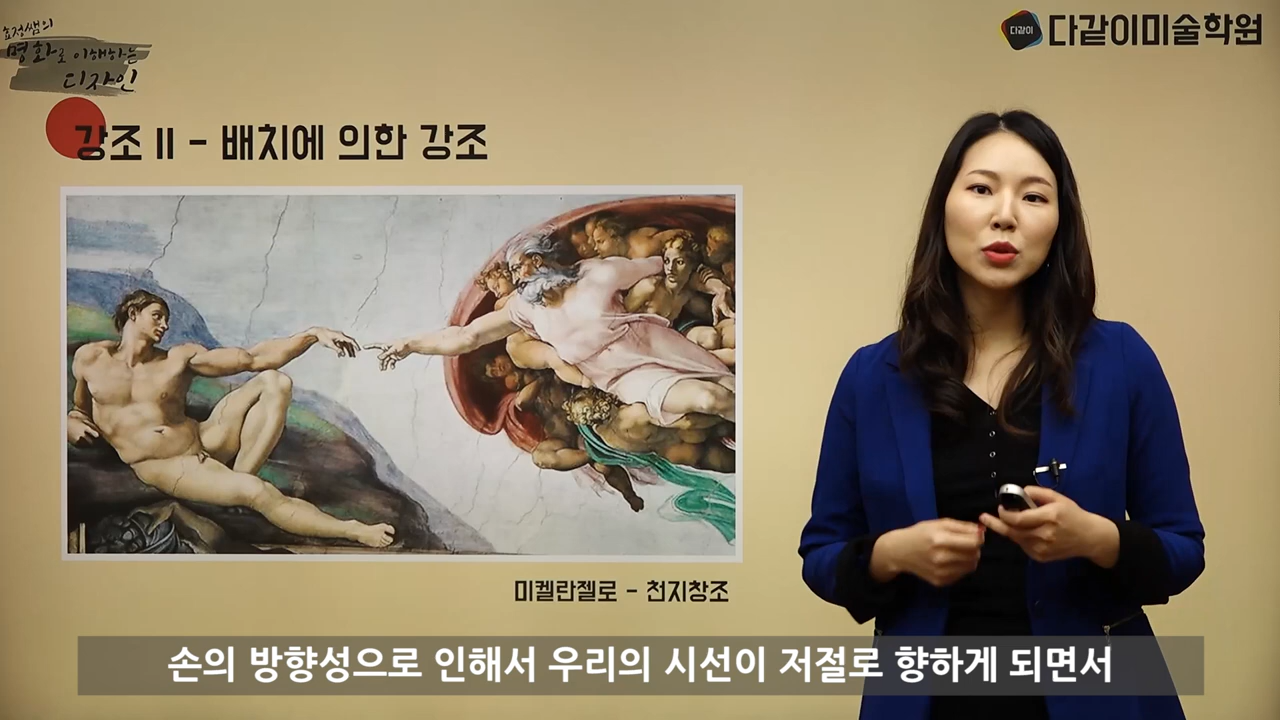 효정쌤의
명화로 이해하는
디자인
다같이
다같이미술학원
강조 II - 배치에 의한 강조
미켈란젤로 - 천지창조
손의 방향성으로 인해서 우리의 시선이 저절로 향하게 되면서